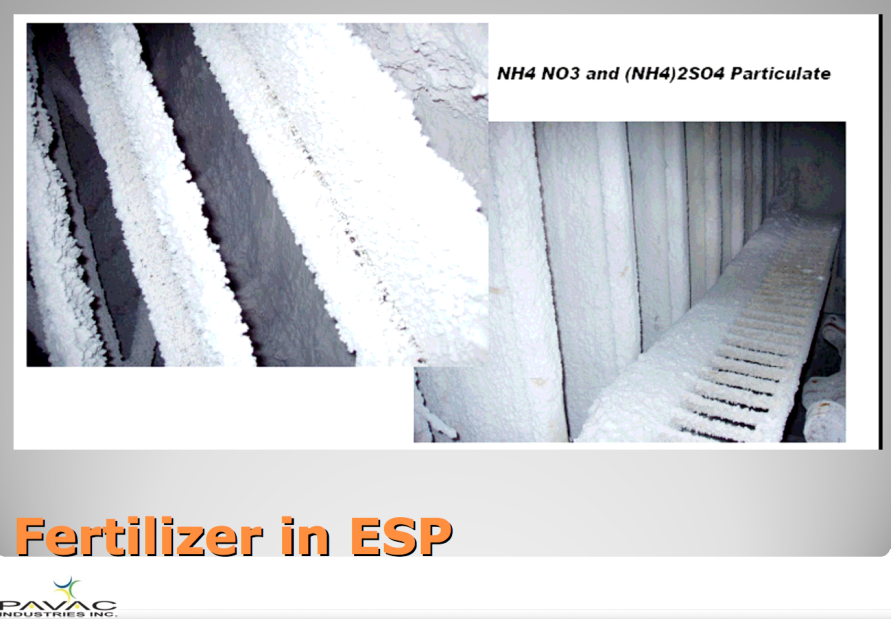 NH4 NO3 and (NH4)2SO4 Particulate
Fertilizer in ESP
PAVAC
INDUSTRIES INC.